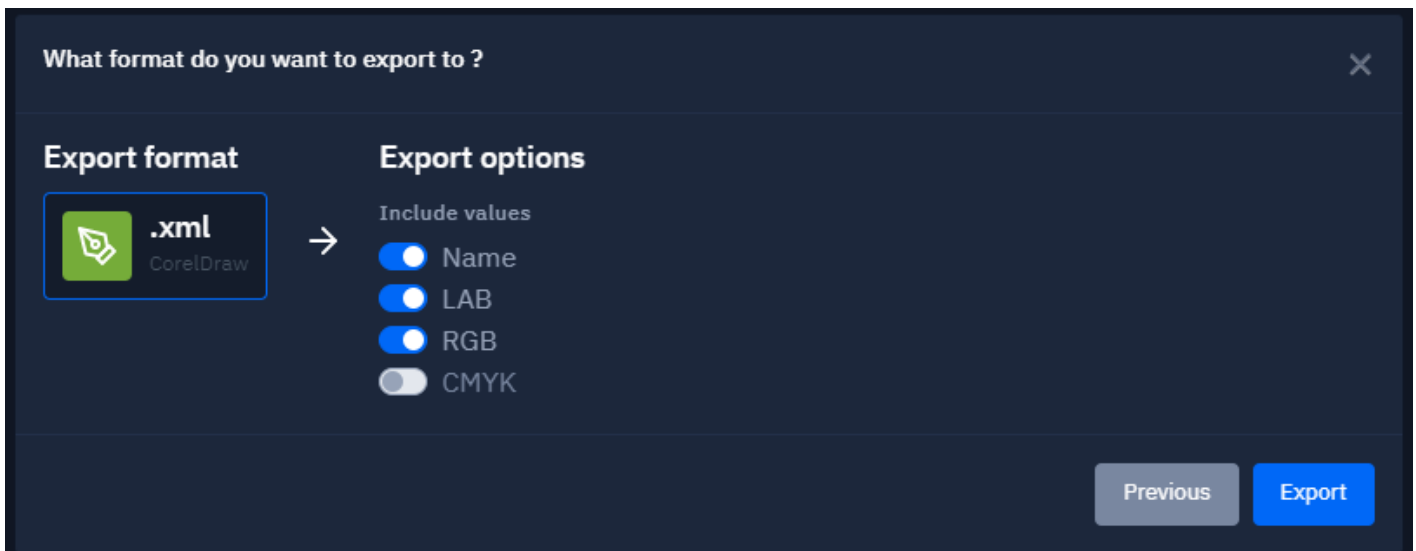 What format do you want to export to ?
Export format
.xml
CorelDraw
Export options
Include values
Name
LAB
RGB
CMYK
Previous
Export